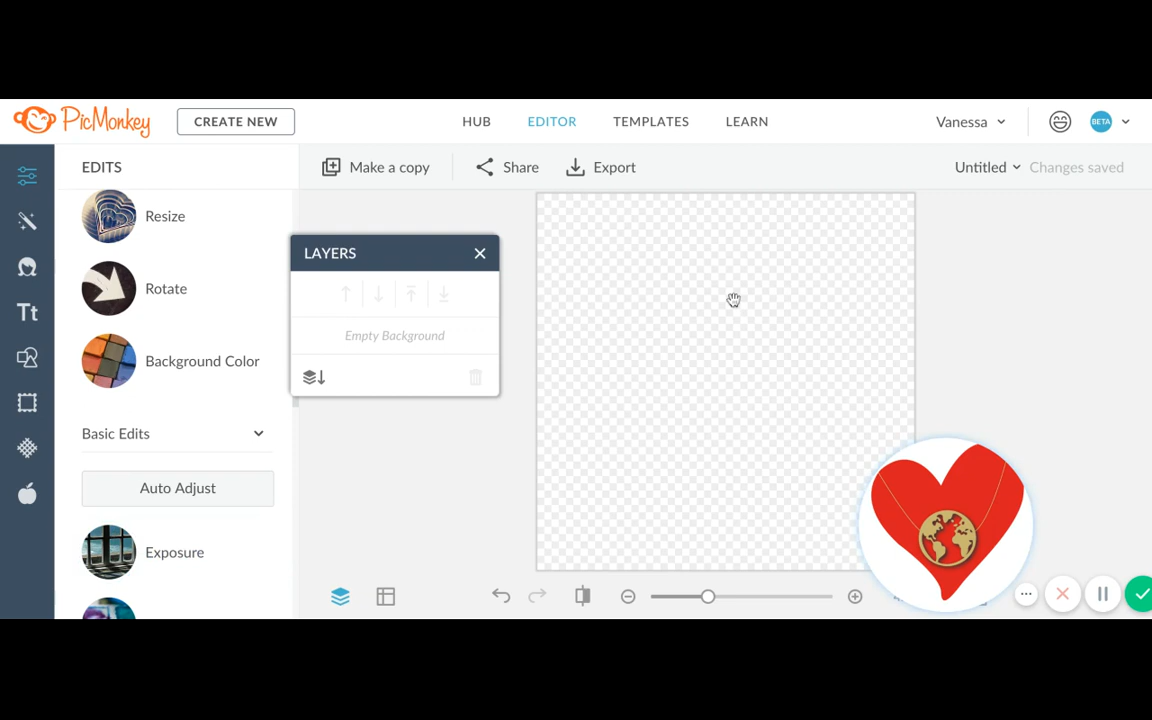 PicMonkey CREATE NEW HUB EDITOR TEMPLATES LEARN Vanessa BETA
EDITS Make a copy Share Export Untitled Changes saved
Resize
LAYERS
Rotate
Empty Background
Background Color
Basic Edits
Auto Adjust
Exposure
Tt